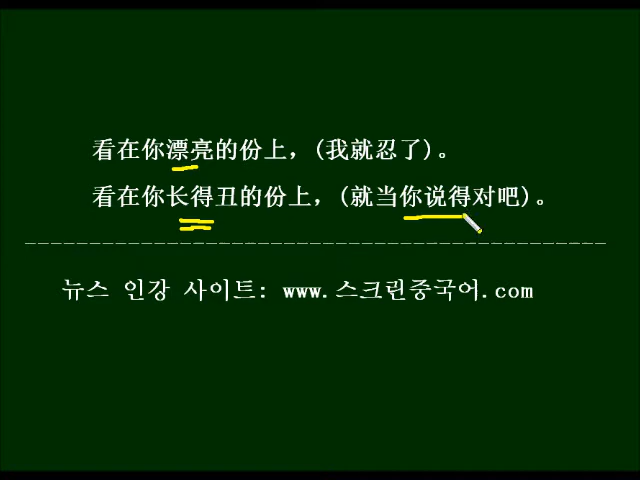 看在你漂亮的份上，(我就忍了)。
看在你长得丑的份上，(就当你说得对吧)。
뉴스 인강 사이트: www.스크린중국어.com